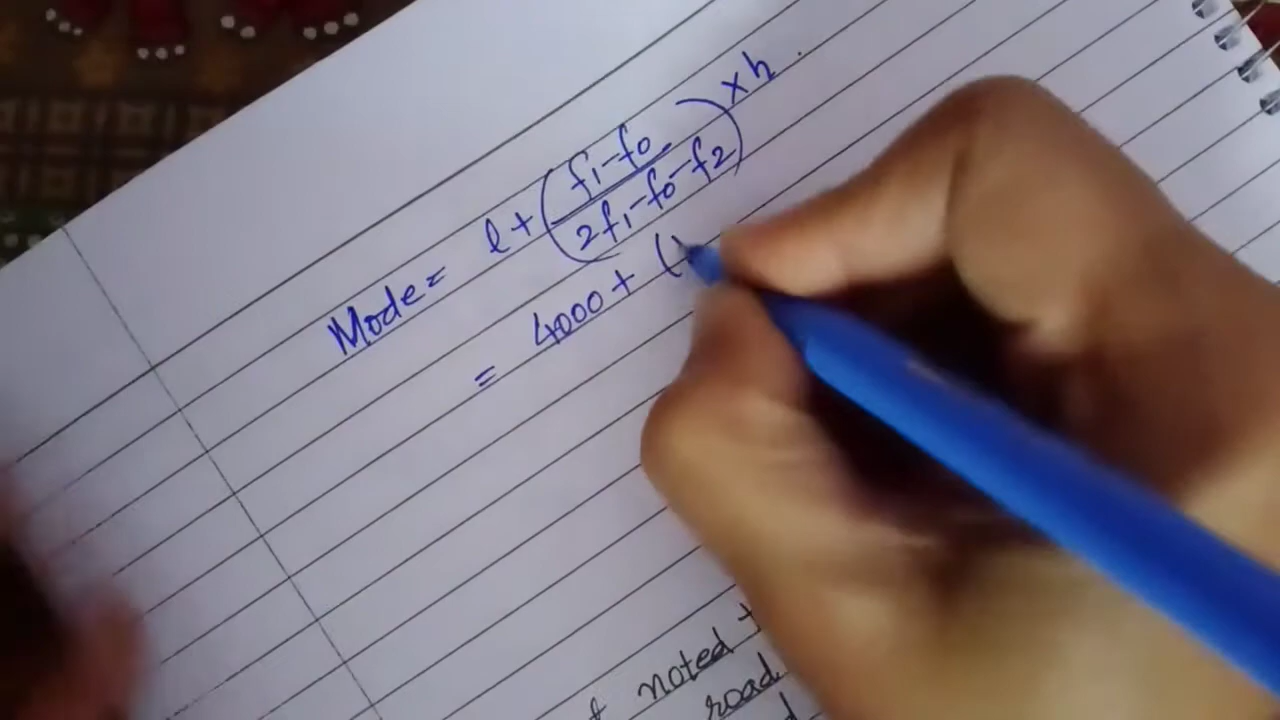 Mode = l + (f1-f0 / 2f1-f0-f2) × h.
= 4000 + (
noted
road